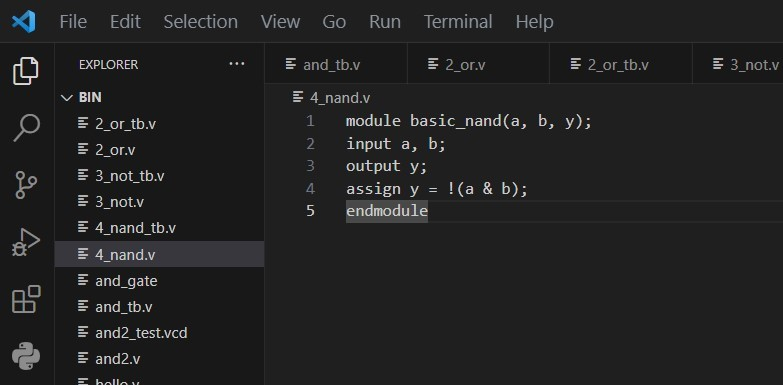 File Edit Selection View Go Run Terminal Help
EXPLORER ...
and_tb.v 2_or.v 2_or_tb.v 3_not.v
BIN
2_or_tb.v
2_or.v
3_not_tb.v
3_not.v
4_nand_tb.v
4_nand.v
and_gate
and_tb.v
and2_test.vcd
and2.v
hello.v
4_nand.v
1 module basic_nand(a, b, y);
2 input a, b;
3 output y;
4 assign y = !(a & b);
5 endmodule